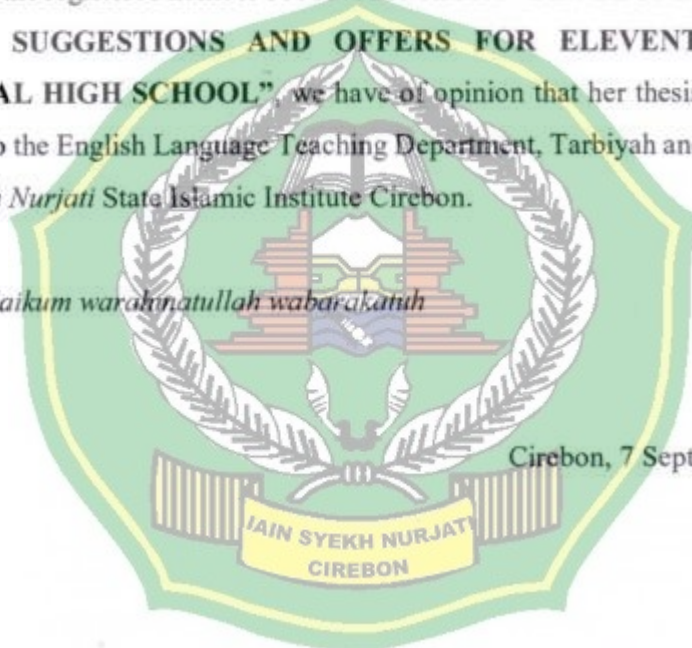 SUGGESTIONS AND OFFERS FOR ELEVENT
AL HIGH SCHOOL", we have of opinion that her thesis
o the English Language Teaching Department, Tarbiyah and
Nurjati State Islamic Institute Cirebon.
aikum warahmatullah wabarakatuh
Cirebon, 7 Sept
IAIN SYEKH NURJATI
CIREBON